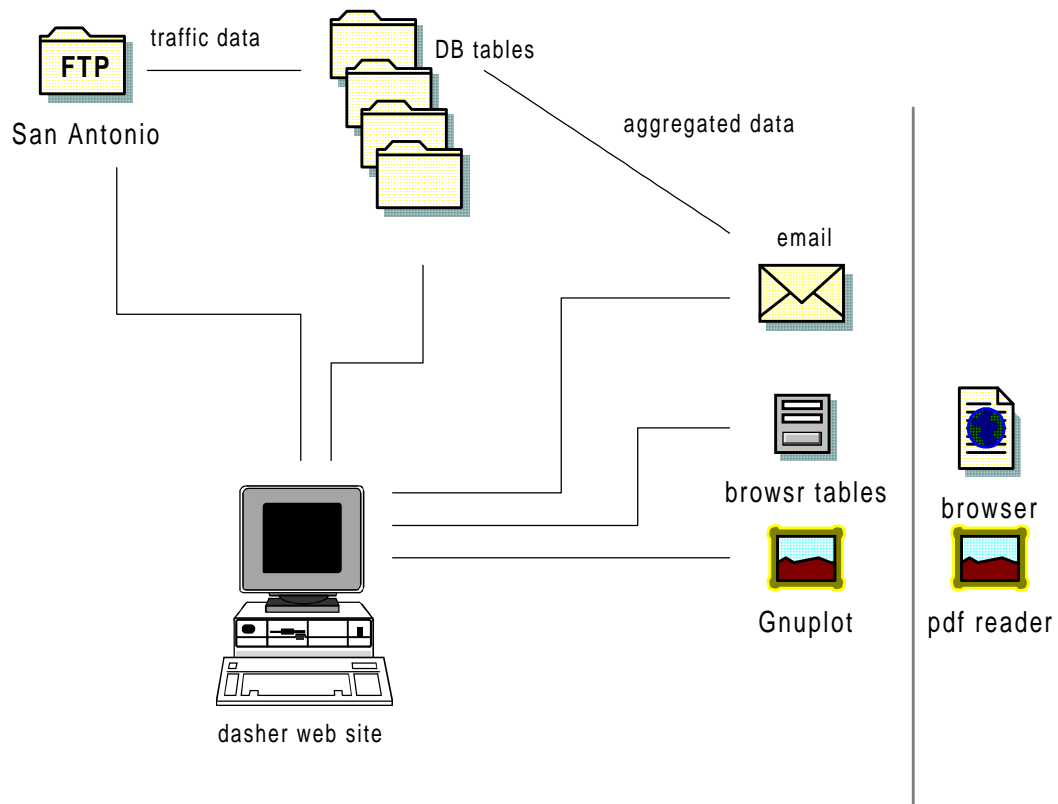 traffic data
DB tables
FTP
San Antonio
aggregated data
email
browsr tables
browser
Gnuplot
pdf reader
dasher web site